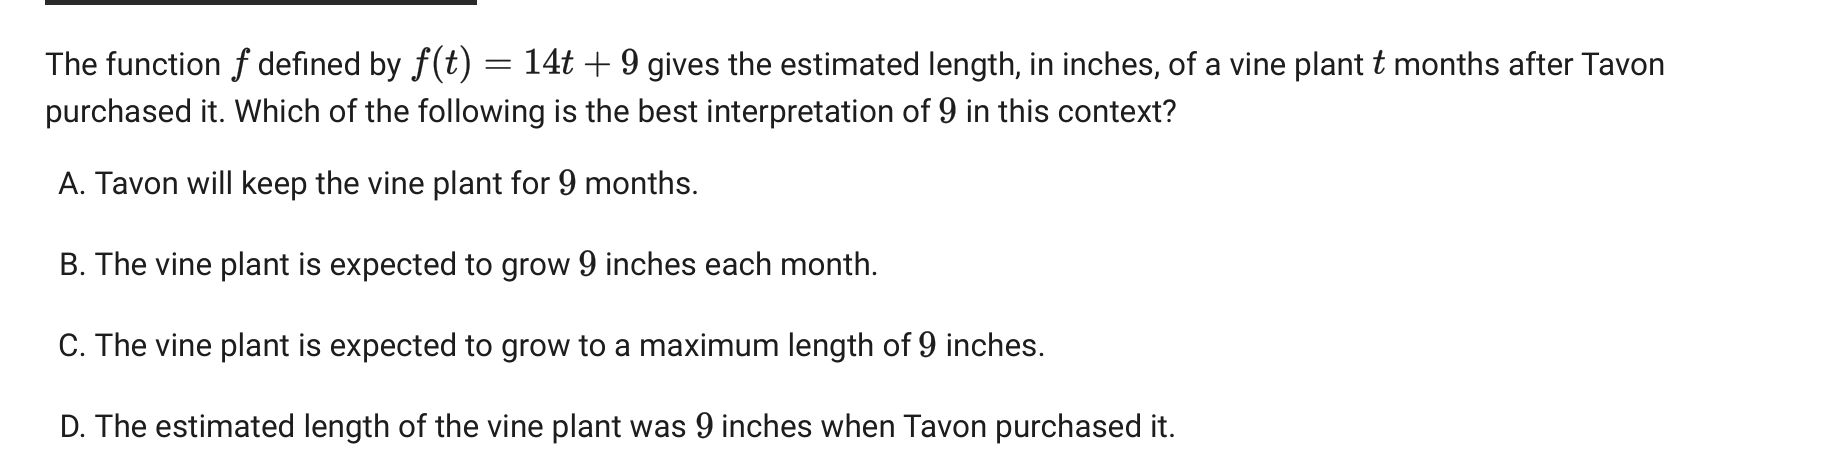 The function f defined by f(t) = 14t + 9 gives the estimated length, in inches, of a vine plant t months after Tavon
purchased it. Which of the following is the best interpretation of 9 in this context?
A. Tavon will keep the vine plant for 9 months.
B. The vine plant is expected to grow 9 inches each month.
C. The vine plant is expected to grow to a maximum length of 9 inches.
D. The estimated length of the vine plant was 9 inches when Tavon purchased it.